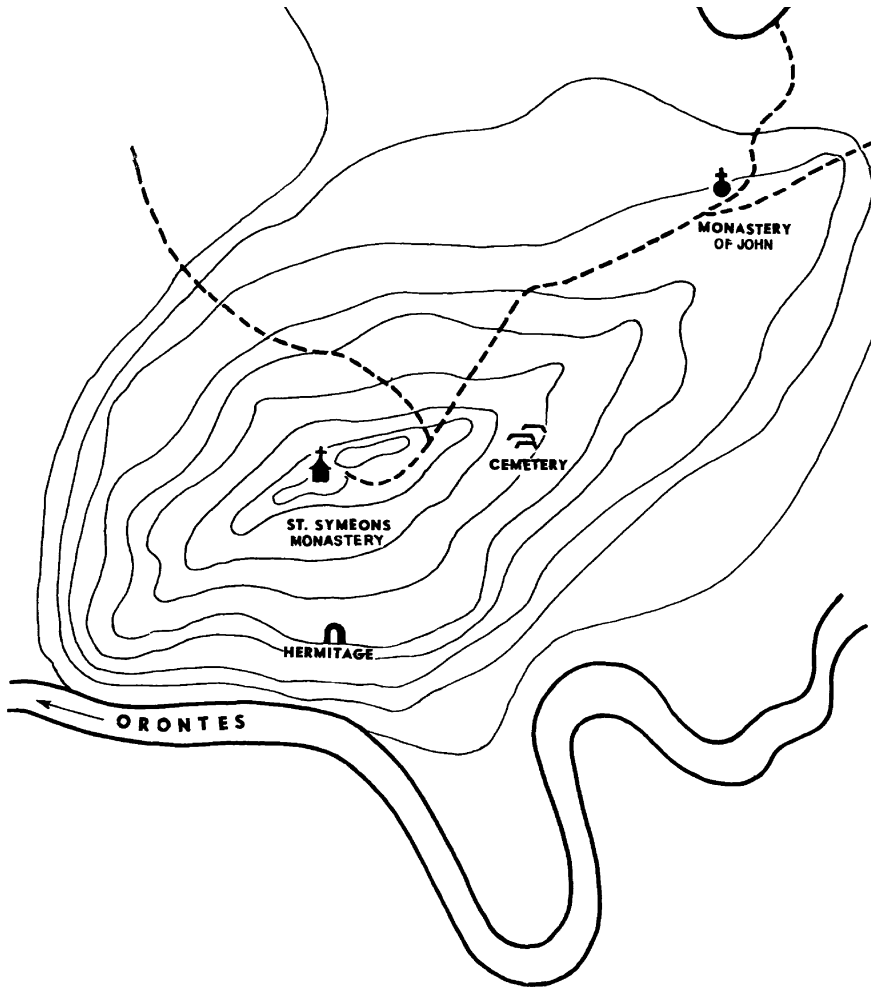 MONASTERY
OF JOHN
CEMETERY
ST. SYMEONS
MONASTERY
HERMITAGE
ORONTES